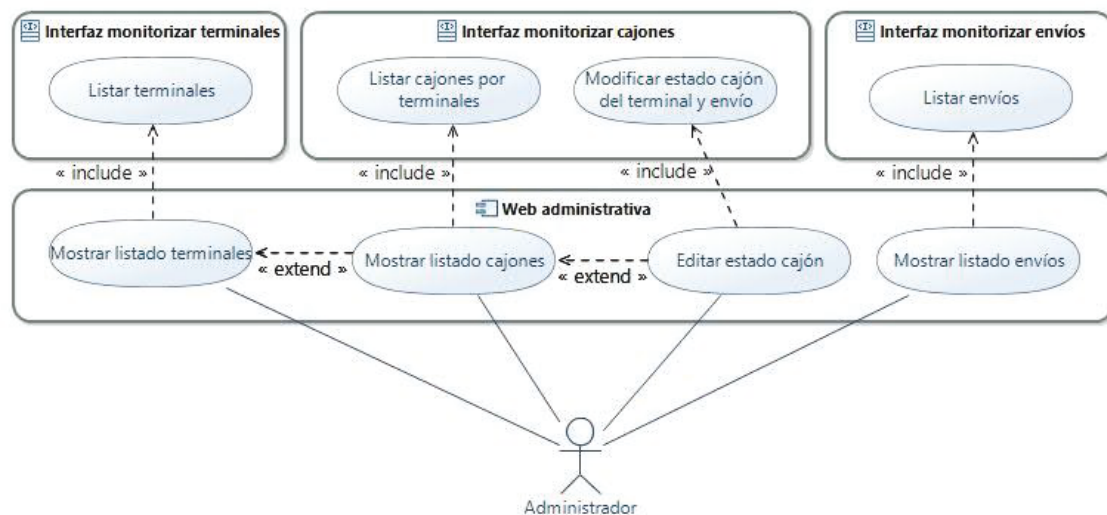 Interfaz monitorizar terminales
Interfaz monitorizar cajones
Interfaz monitorizar envíos
Listar terminales
Listar cajones por
terminales
Modificar estado cajón
del terminal y envío
Listar envíos
« include »
« include »
« include »
« include »
Web administrativa
Mostrar listado terminales
« extend »
Mostrar listado cajones
« extend »
Editar estado cajón
Mostrar listado envíos
Administrador